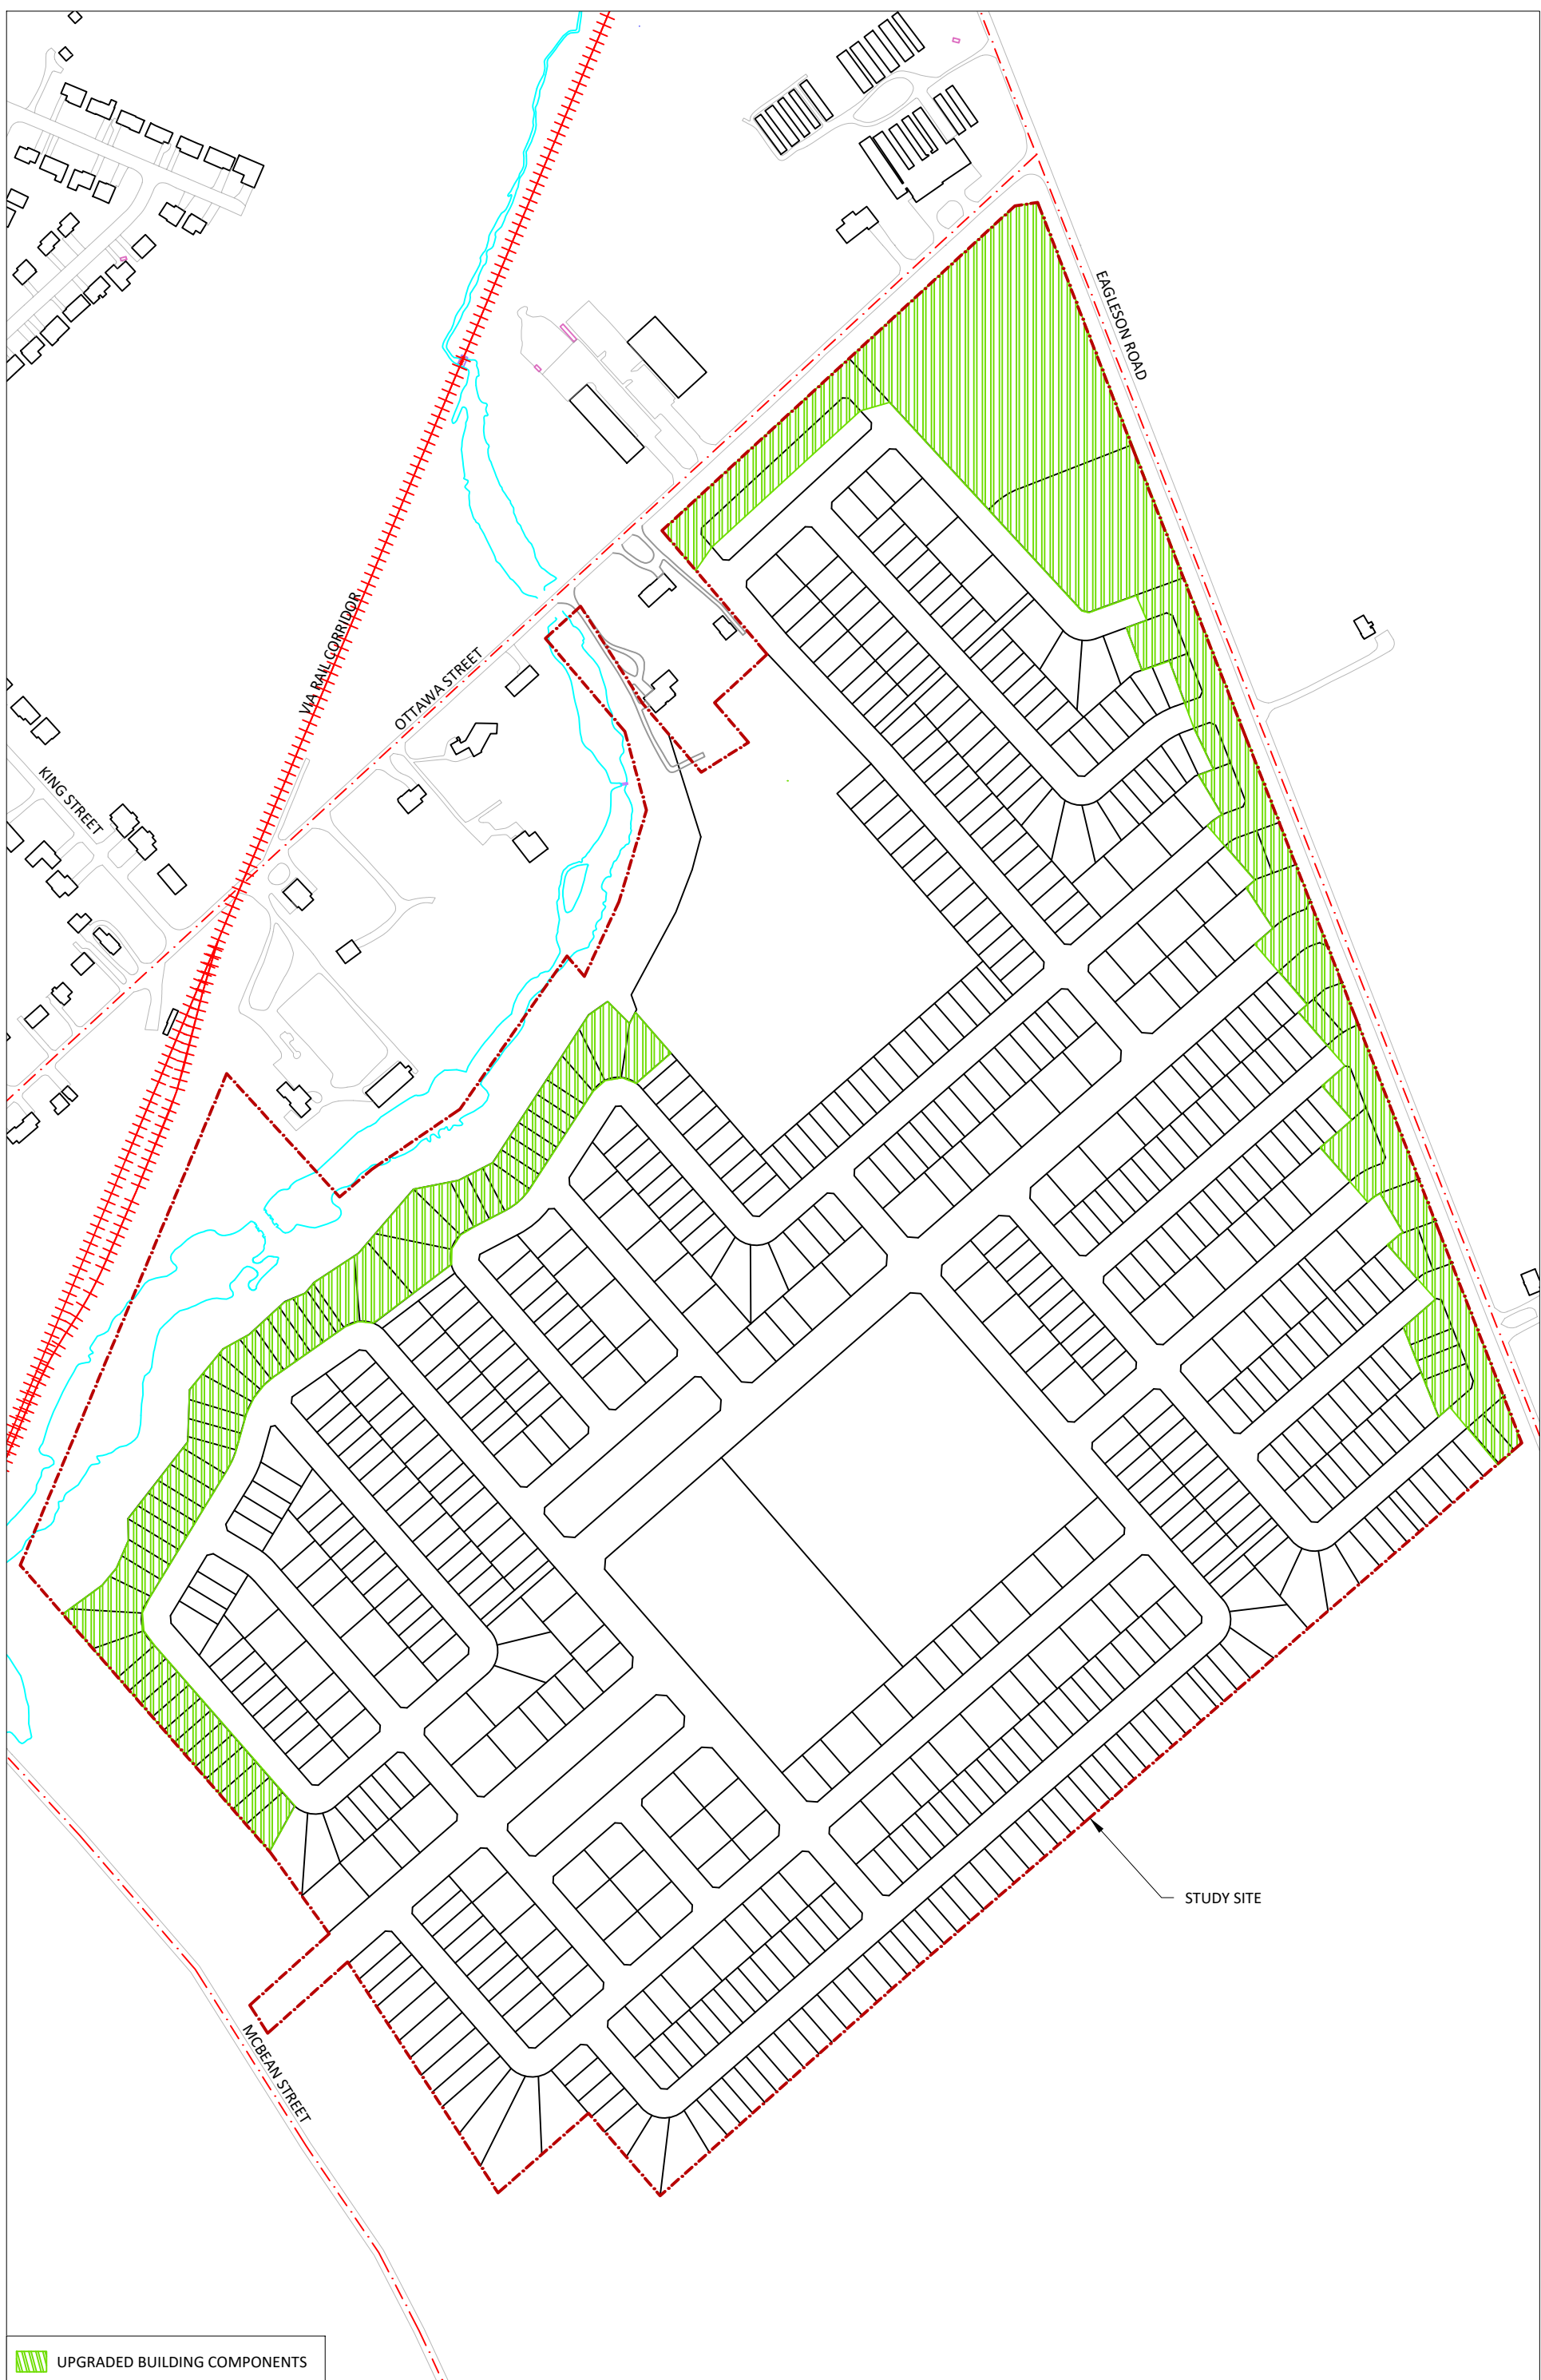 EAGLESON ROAD
VIA RAIL CORRIDOR
OTTAWA STREET
KING STREET
STUDY SITE
MCBEAN STREET
UPGRADED BUILDING COMPONENTS